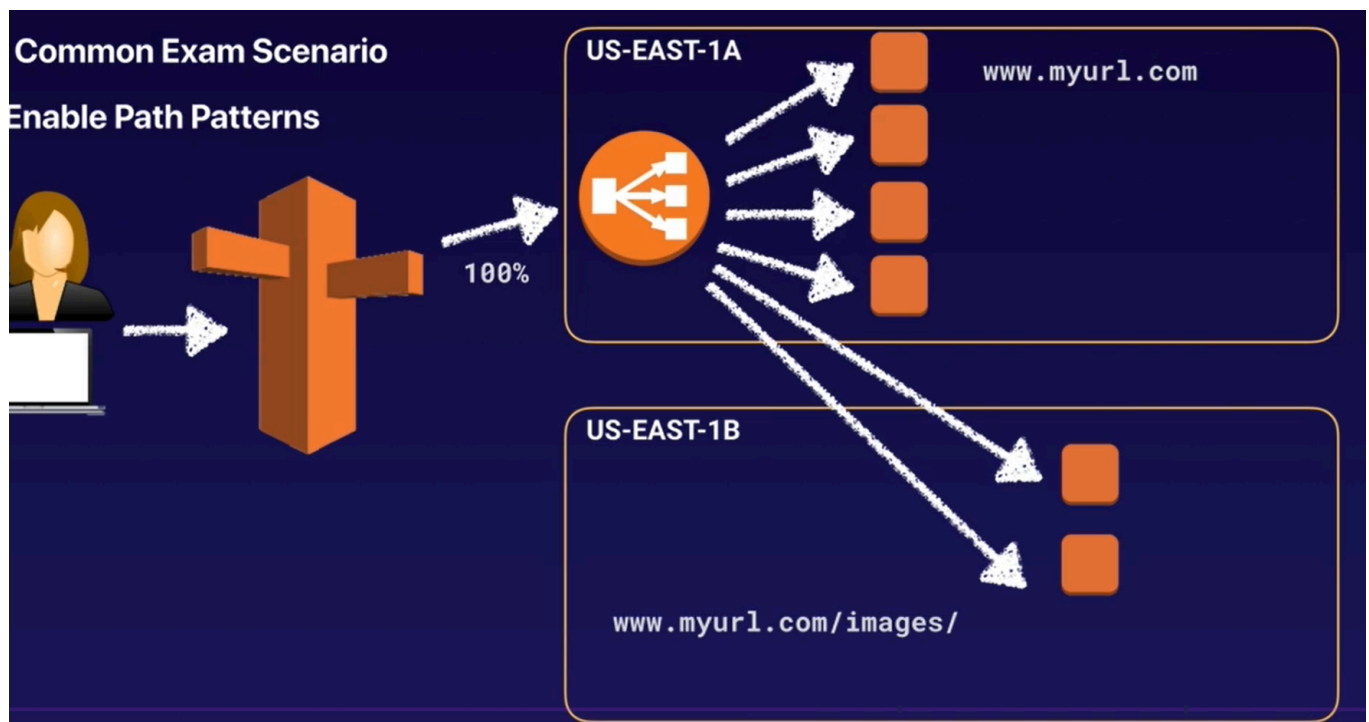 Common Exam Scenario
Enable Path Patterns
100%
US-EAST-1A
www.myurl.com
US-EAST-1B
www.myurl.com/images/